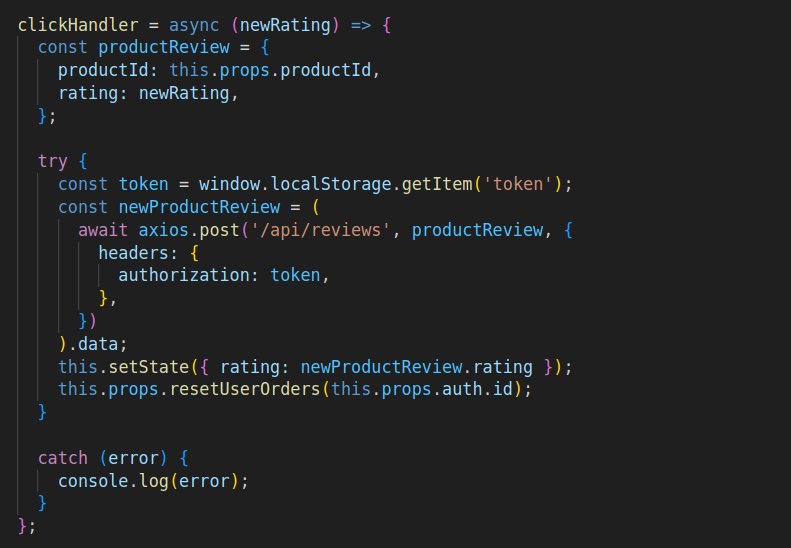 clickHandler = async (newRating) => {
  const productReview = {
    productId: this.props.productId,
    rating: newRating,
  };

  try {
    const token = window.localStorage.getItem('token');
    const newProductReview = (
      await axios.post('/api/reviews', productReview, {
        headers: {
          authorization: token,
        },
      })
    ).data;
    this.setState({ rating: newProductReview.rating });
    this.props.resetUserOrders(this.props.auth.id);
  }

  catch (error) {
    console.log(error);
  }
};